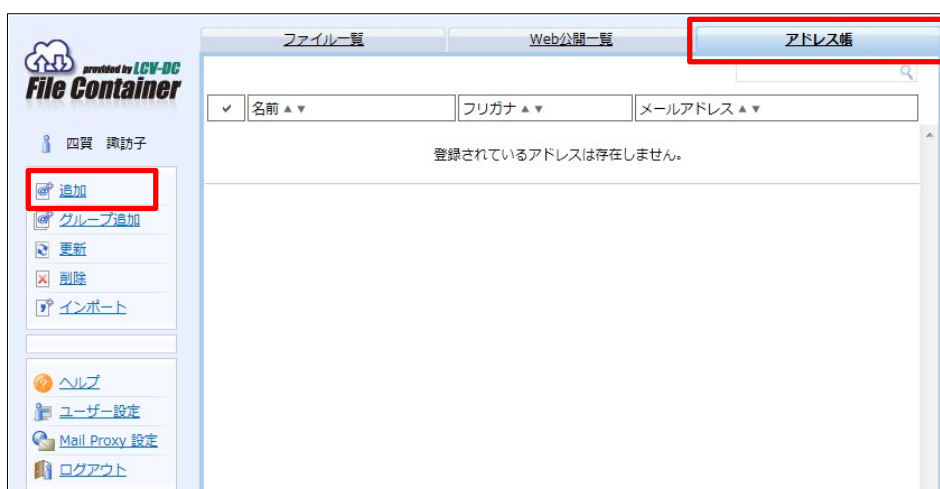 ファイル一覧
Web公開一覧
アドレス帳
provided by LCV-DC
File Container
四賀 諏訪子
名前 ▲ ▼
フリガナ ▲ ▼
メールアドレス ▲ ▼
登録されているアドレスは存在しません。
追加
グループ追加
更新
削除
インポート
ヘルプ
ユーザー設定
Mail Proxy 設定
ログアウト